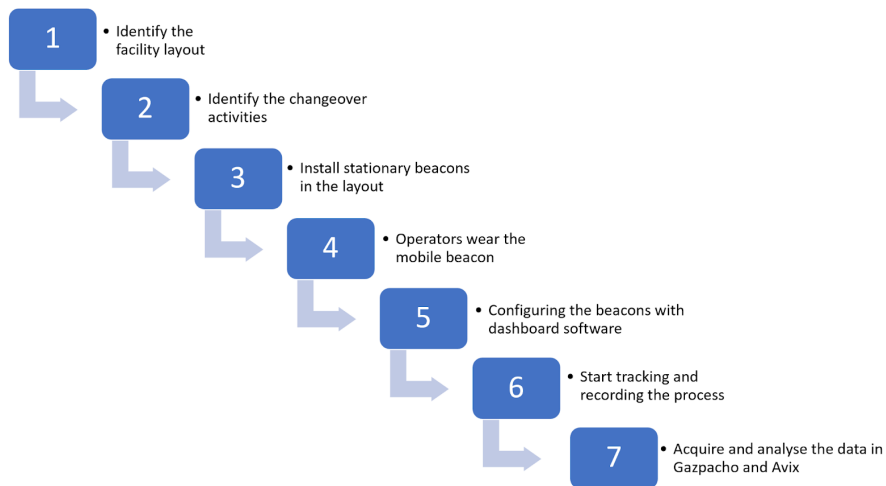 1
• Identify the
facility layout
2
• Identify the changeover
activities
3
• Install stationary beacons
in the layout
4
• Operators wear the
mobile beacon
5
• Configuring the beacons with
dashboard software
6
• Start tracking and
recording the process
7
• Acquire and analyse the data in
Gazpacho and Avix